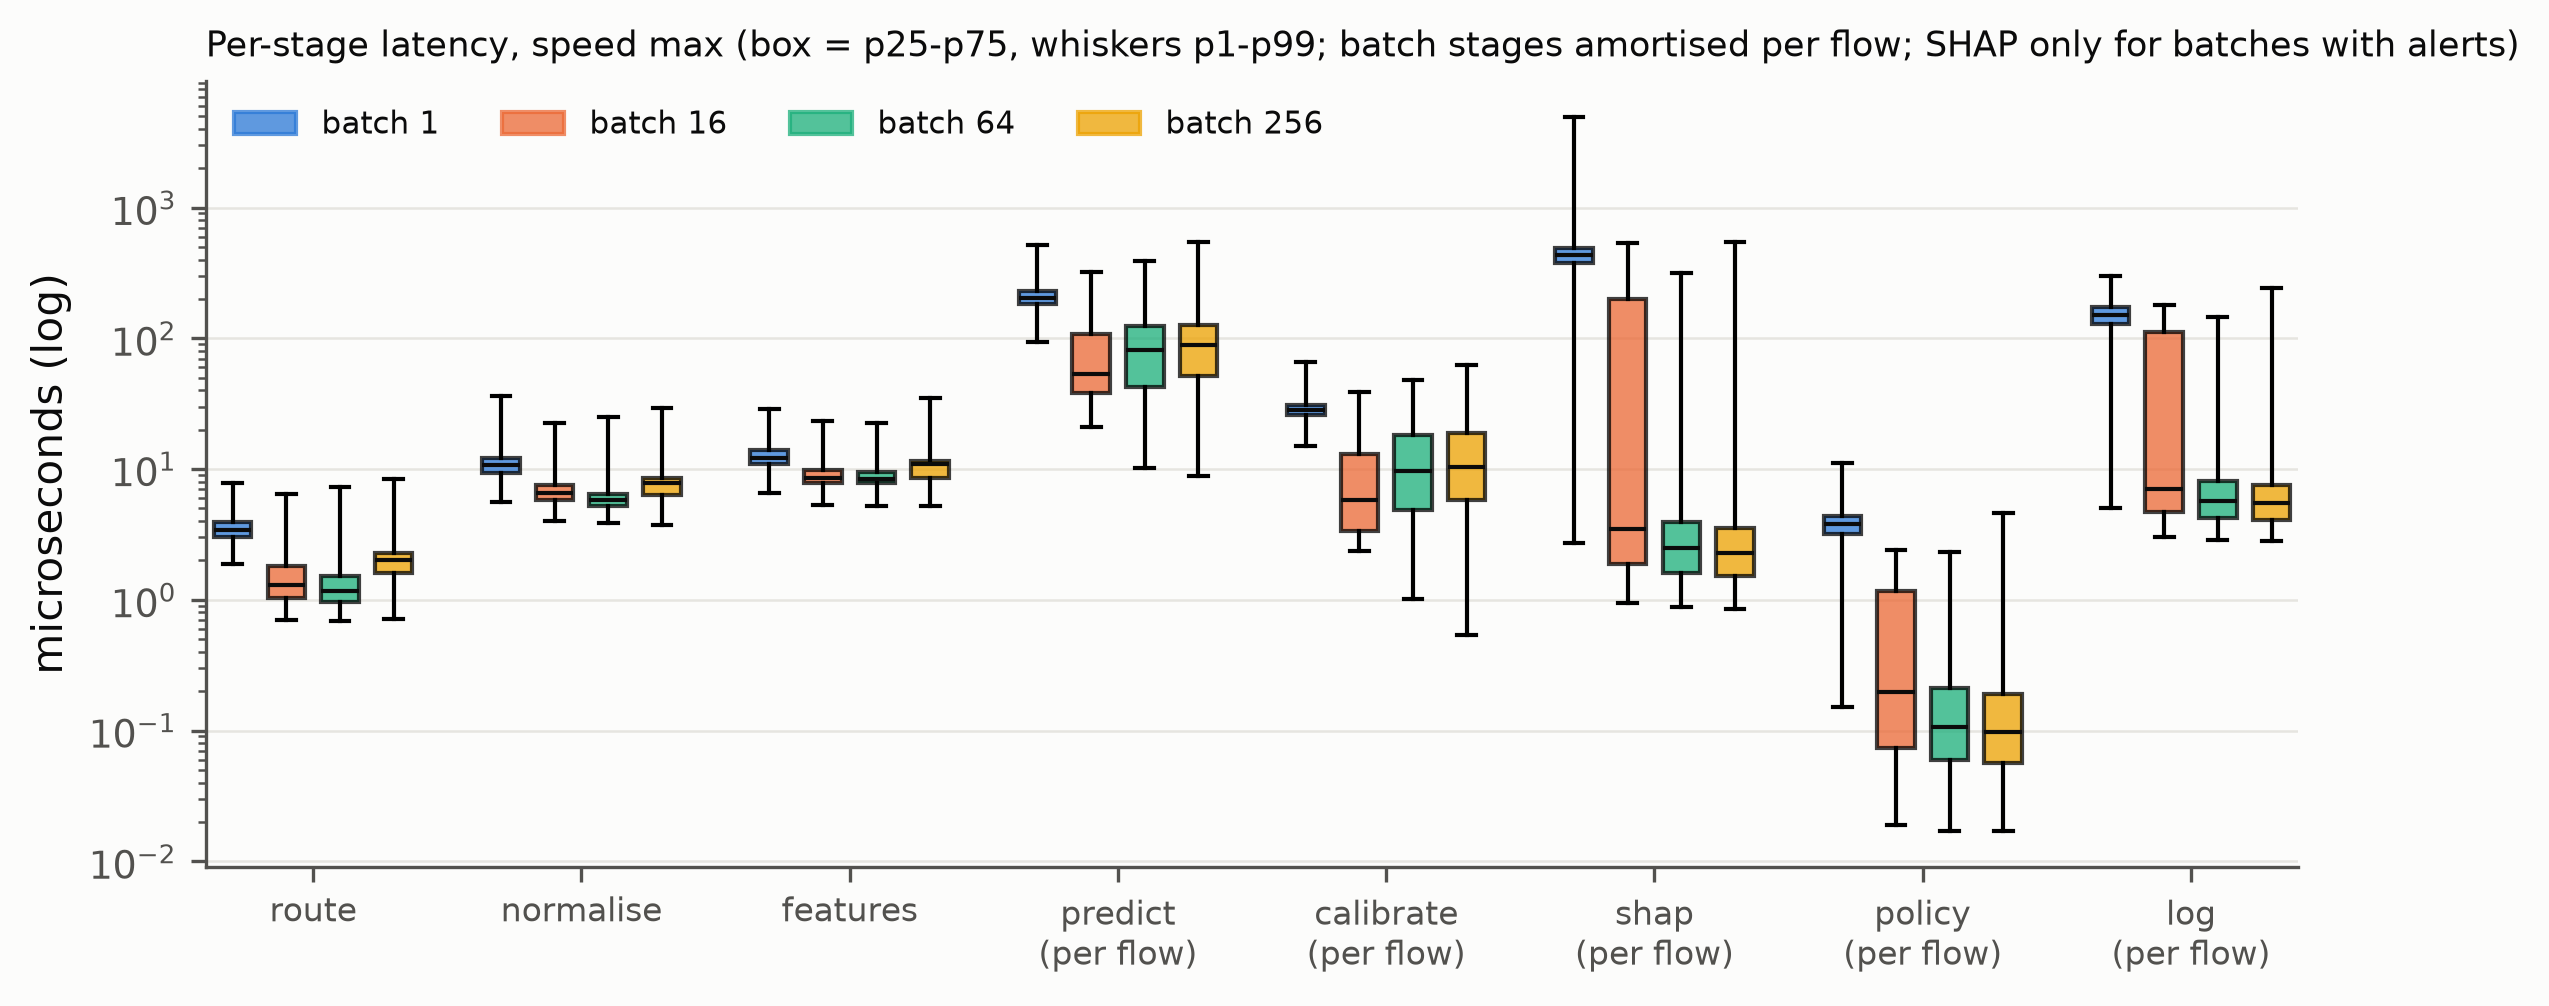 Per-stage latency, speed max (box = p25-p75, whiskers p1-p99; batch stages amortised per flow; SHAP only for batches with alerts)
batch 1 batch 16 batch 64 batch 256
microseconds (log)
10³
10²
10¹
10⁰
10⁻¹
10⁻²
route normalise features predict calibrate shap policy log
(per flow) (per flow) (per flow) (per flow) (per flow)